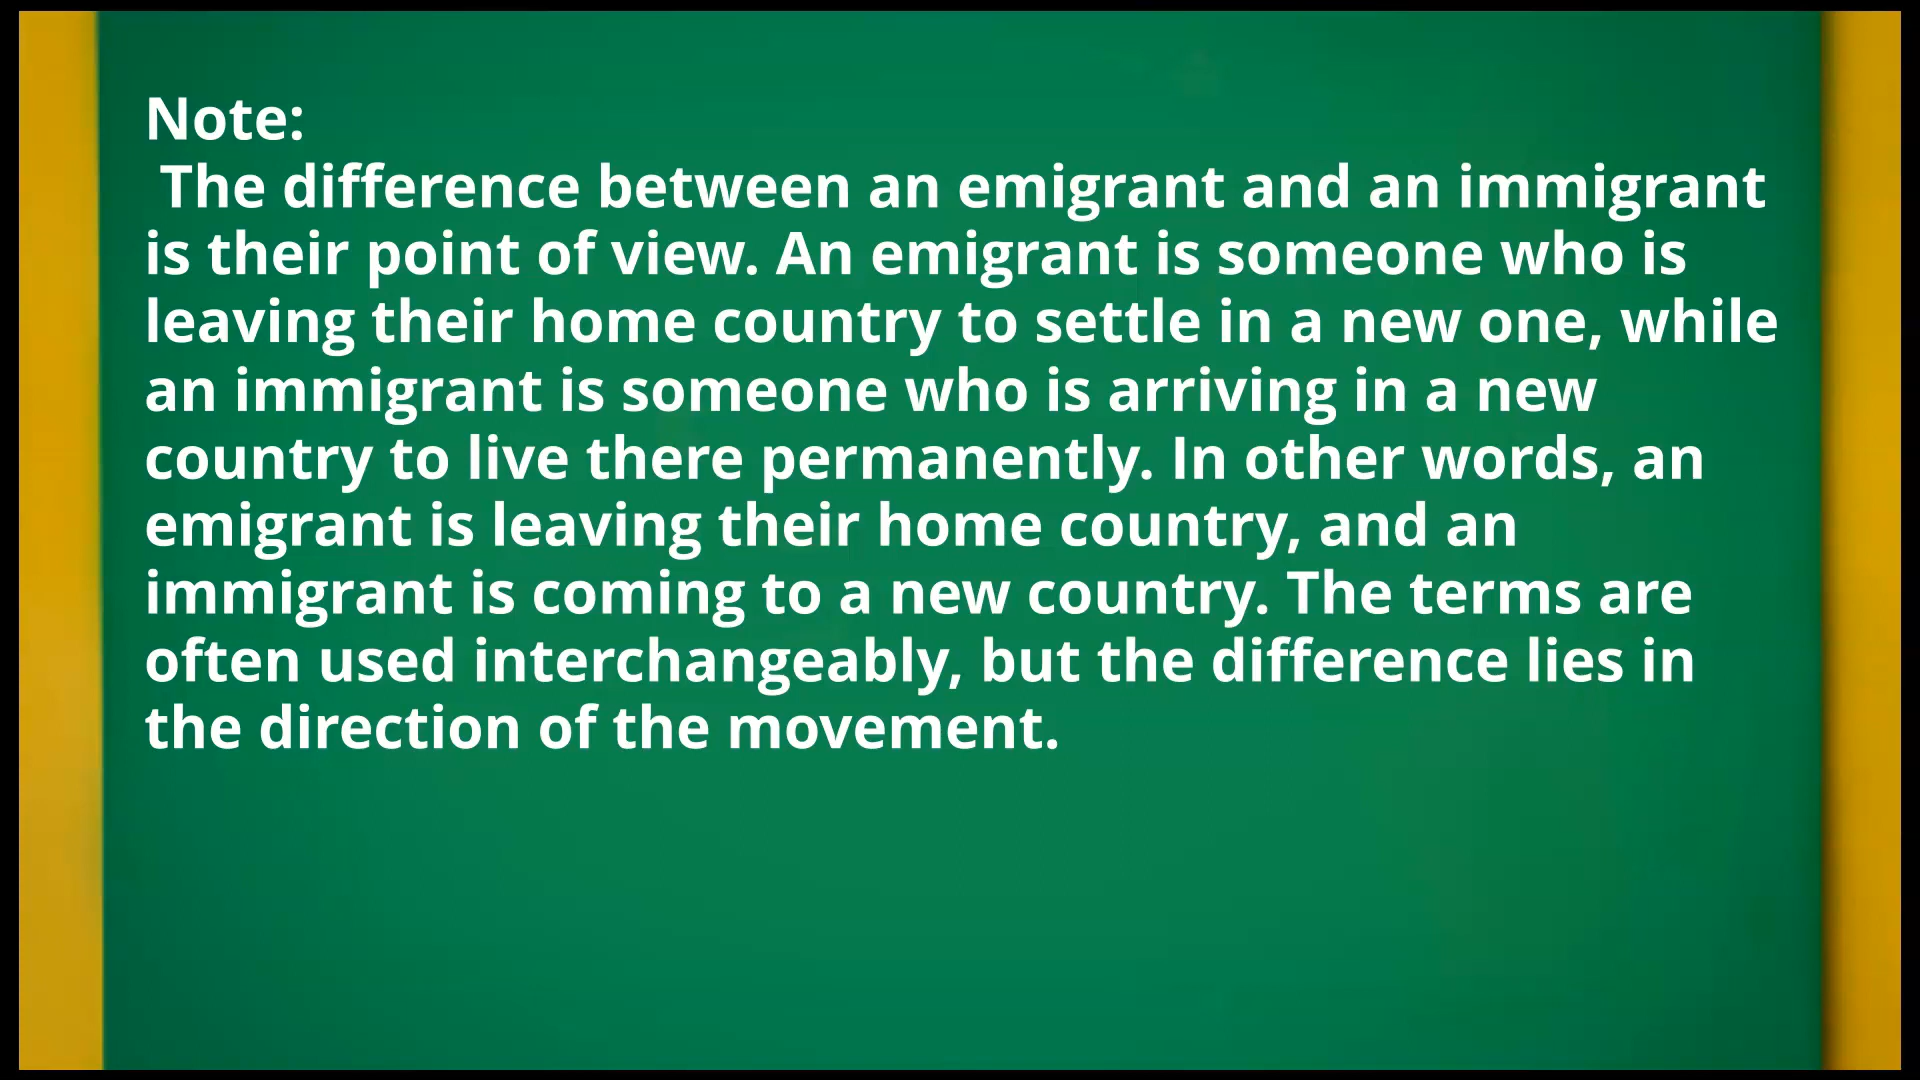 Note:
The difference between an emigrant and an immigrant
is their point of view. An emigrant is someone who is
leaving their home country to settle in a new one, while
an immigrant is someone who is arriving in a new
country to live there permanently. In other words, an
emigrant is leaving their home country, and an
immigrant is coming to a new country. The terms are
often used interchangeably, but the difference lies in
the direction of the movement.